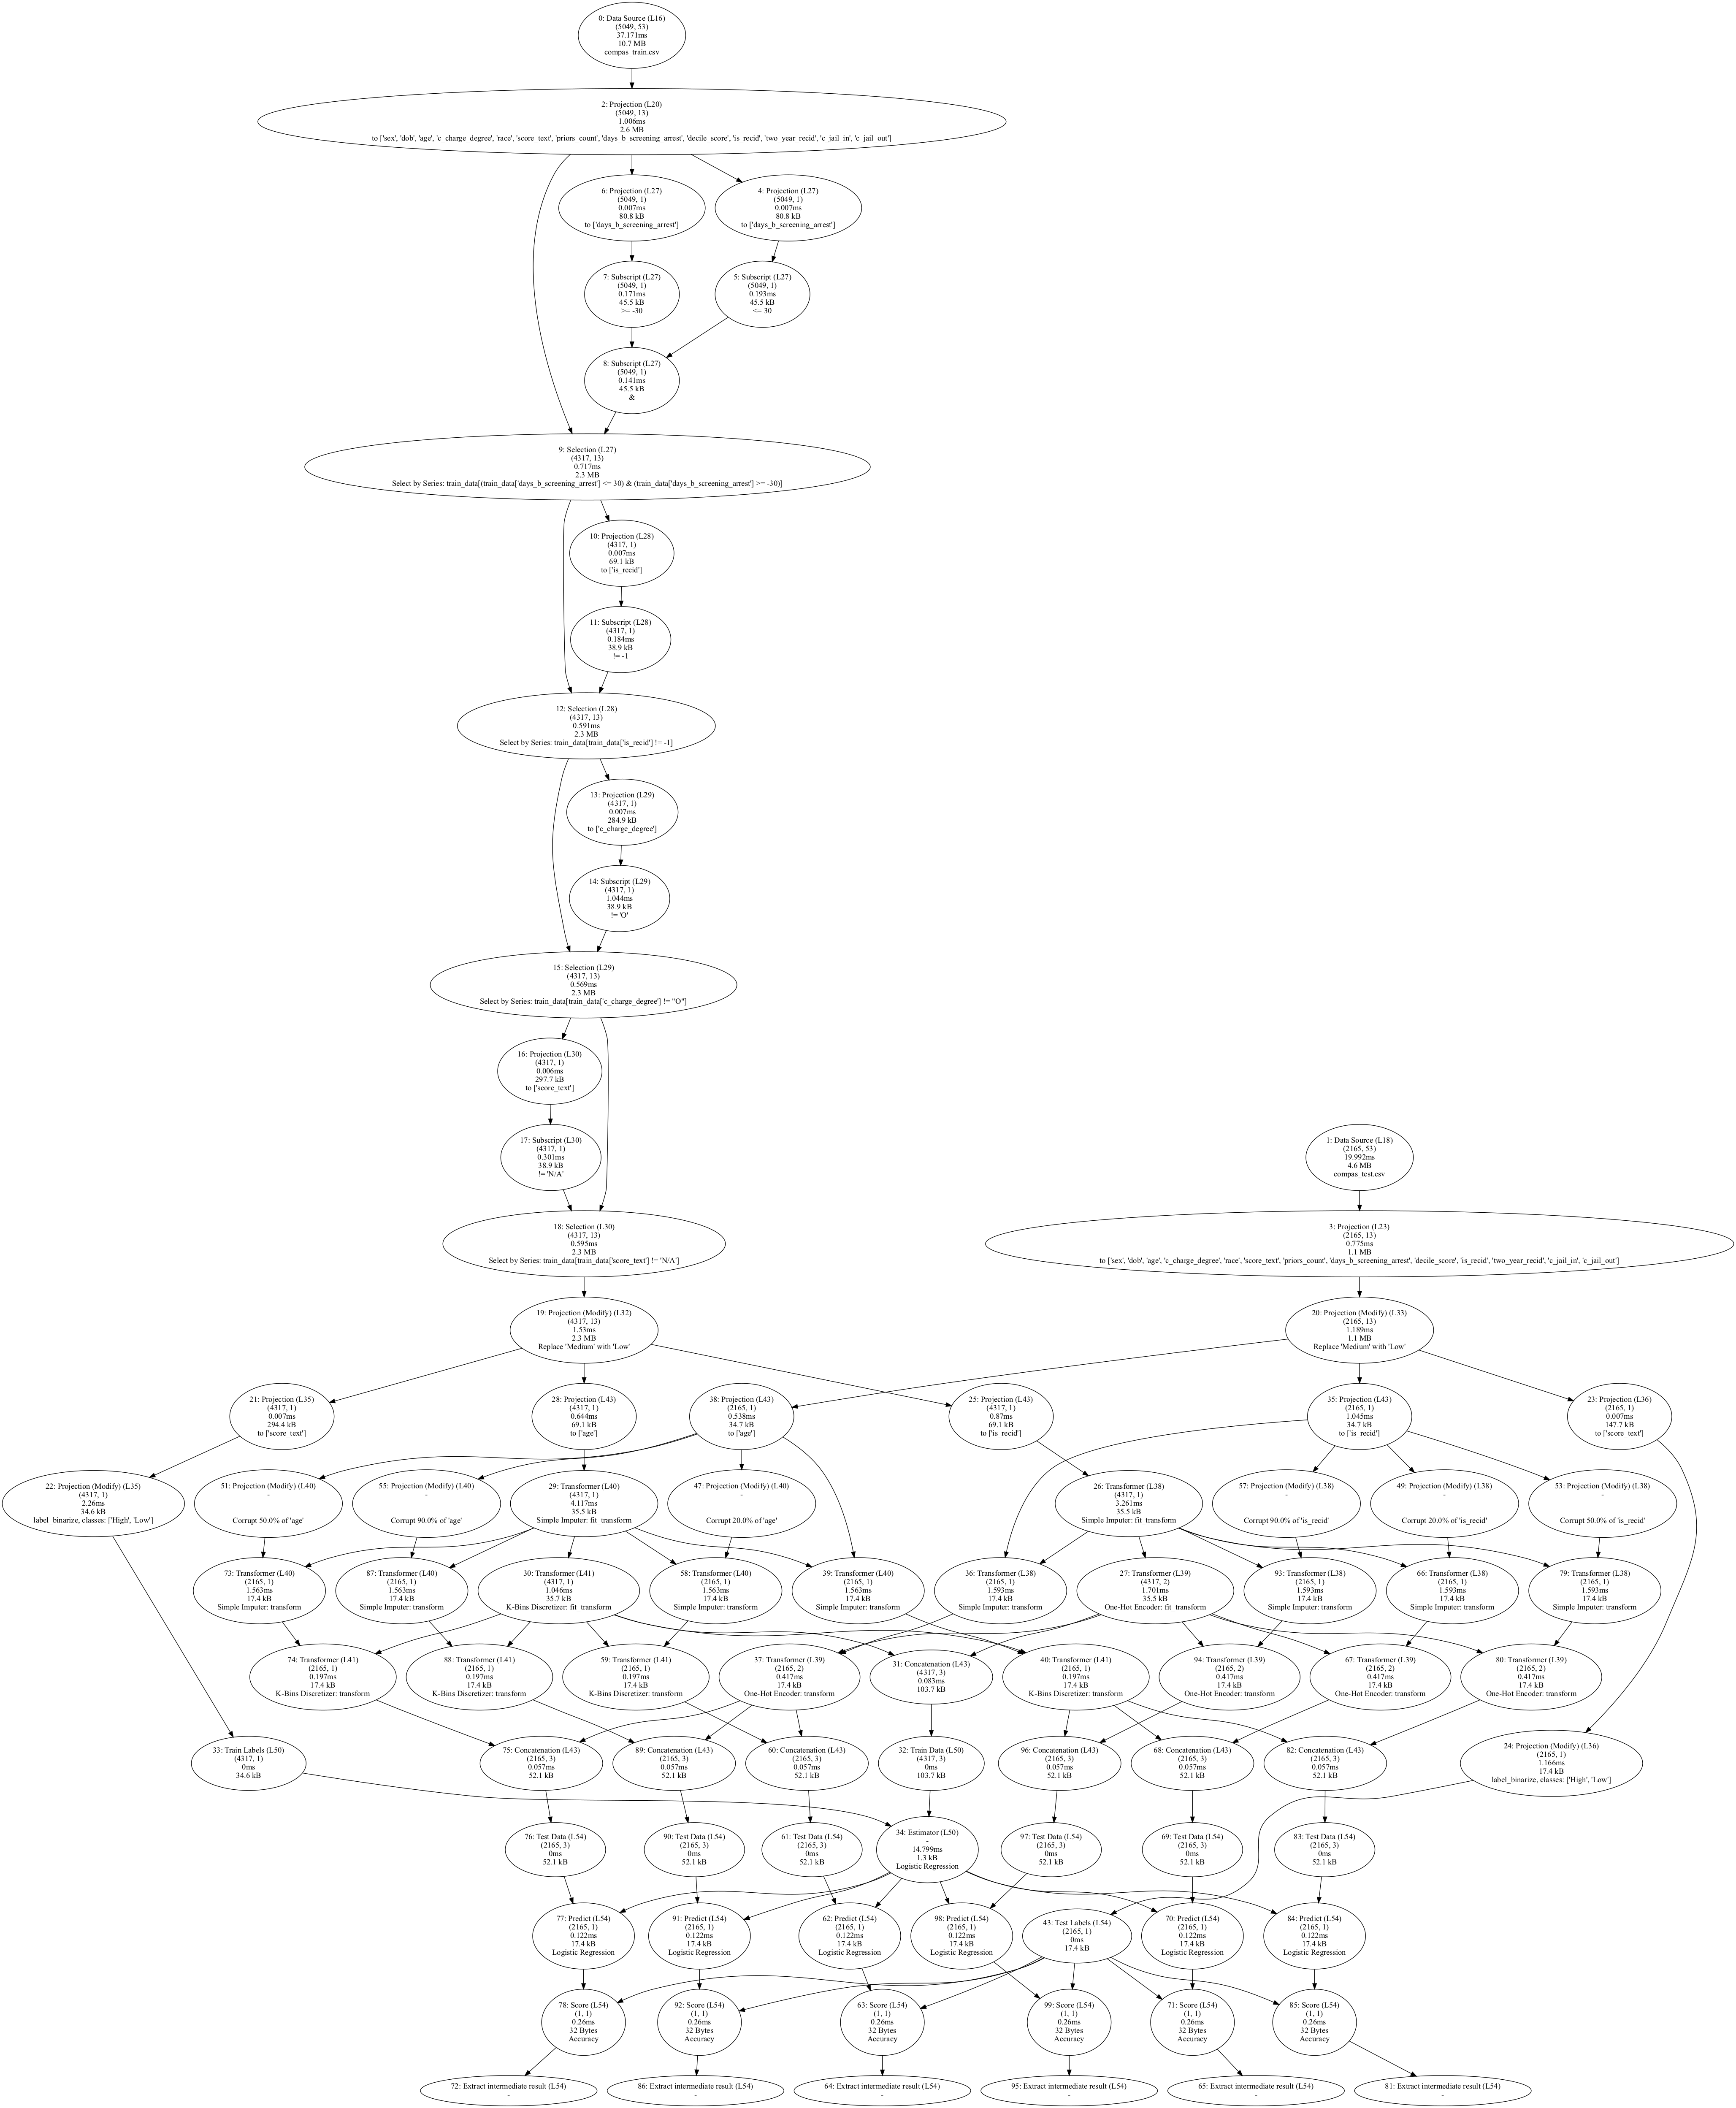 0: Data Source (L16)
(5049, 53)
37.171ms
10.7 MB
compas_train.csv
2: Projection (L20)
(5049, 13)
1.006ms
2.6 MB
to ['sex', 'dob', 'age', 'c_charge_degree', 'race', 'score_text', 'priors_count', 'days_b_screening_arrest', 'decile_score', 'is_recid', 'two_year_recid', 'c_jail_in', 'c_jail_out']
6: Projection (L27)
(5049, 1)
0.007ms
80.8 kB
to ['days_b_screening_arrest']
4: Projection (L27)
(5049, 1)
0.007ms
80.8 kB
to ['days_b_screening_arrest']
7: Subscript (L27)
(5049, 1)
0.171ms
45.5 kB
>= -30
5: Subscript (L27)
(5049, 1)
0.193ms
45.5 kB
<= 30
8: Subscript (L27)
(5049, 1)
0.141ms
45.5 kB
&
9: Selection (L27)
(4317, 13)
0.717ms
2.3 MB
Select by Series: train_data[(train_data['days_b_screening_arrest'] <= 30) & (train_data['days_b_screening_arrest'] >= -30)]
10: Projection (L28)
(4317, 1)
0.007ms
69.1 kB
to ['is_recid']
11: Subscript (L28)
(4317, 1)
0.184ms
38.9 kB
!= -1
12: Selection (L28)
(4317, 13)
0.591ms
2.3 MB
Select by Series: train_data[train_data['is_recid'] != -1]
13: Projection (L29)
(4317, 1)
0.007ms
284.9 kB
to ['c_charge_degree']
14: Subscript (L29)
(4317, 1)
1.044ms
38.9 kB
!= 'O'
15: Selection (L29)
(4317, 13)
0.569ms
2.3 MB
Select by Series: train_data[train_data['c_charge_degree'] != "O"]
16: Projection (L30)
(4317, 1)
0.006ms
297.7 kB
to ['score_text']
17: Subscript (L30)
(4317, 1)
0.301ms
38.9 kB
!= 'N/A'
1: Data Source (L18)
(2165, 53)
19.992ms
4.6 MB
compas_test.csv
18: Selection (L30)
(4317, 13)
0.595ms
2.3 MB
Select by Series: train_data[train_data['score_text'] != 'N/A']
3: Projection (L23)
(2165, 13)
0.775ms
1.1 MB
to ['sex', 'dob', 'age', 'c_charge_degree', 'race', 'score_text', 'priors_count', 'days_b_screening_arrest', 'decile_score', 'is_recid', 'two_year_recid', 'c_jail_in', 'c_jail_out']
19: Projection (Modify) (L32)
(4317, 13)
1.53ms
2.3 MB
Replace 'Medium' with 'Low'
20: Projection (Modify) (L33)
(2165, 13)
1.189ms
1.1 MB
Replace 'Medium' with 'Low'
21: Projection (L35)
(4317, 1)
0.007ms
294.4 kB
to ['score_text']
28: Projection (L43)
(4317, 1)
0.644ms
69.1 kB
to ['age']
38: Projection (L43)
(2165, 1)
0.538ms
34.7 kB
to ['age']
25: Projection (L43)
(4317, 1)
0.87ms
69.1 kB
to ['is_recid']
35: Projection (L43)
(2165, 1)
1.045ms
34.7 kB
to ['is_recid']
23: Projection (L36)
(2165, 1)
0.007ms
147.7 kB
to ['score_text']
22: Projection (Modify) (L35)
(4317, 1)
2.26ms
34.6 kB
label_binarize, classes: ['High', 'Low']
51: Projection (Modify) (L40)
-
Corrupt 50.0% of 'age'
55: Projection (Modify) (L40)
-
Corrupt 90.0% of 'age'
29: Transformer (L40)
(4317, 1)
4.117ms
35.5 kB
Simple Imputer: fit_transform
47: Projection (Modify) (L40)
-
Corrupt 20.0% of 'age'
26: Transformer (L38)
(4317, 1)
3.261ms
35.5 kB
Simple Imputer: fit_transform
57: Projection (Modify) (L38)
-
Corrupt 90.0% of 'is_recid'
49: Projection (Modify) (L38)
-
Corrupt 20.0% of 'is_recid'
53: Projection (Modify) (L38)
-
Corrupt 50.0% of 'is_recid'
73: Transformer (L40)
(2165, 1)
1.563ms
17.4 kB
Simple Imputer: transform
87: Transformer (L40)
(2165, 1)
1.563ms
17.4 kB
Simple Imputer: transform
30: Transformer (L41)
(4317, 1)
1.046ms
35.7 kB
K-Bins Discretizer: fit_transform
58: Transformer (L40)
(2165, 1)
1.563ms
17.4 kB
Simple Imputer: transform
39: Transformer (L40)
(2165, 1)
1.563ms
17.4 kB
Simple Imputer: transform
36: Transformer (L38)
(2165, 1)
1.593ms
17.4 kB
Simple Imputer: transform
27: Transformer (L39)
(4317, 2)
1.701ms
35.5 kB
One-Hot Encoder: fit_transform
93: Transformer (L38)
(2165, 1)
1.593ms
17.4 kB
Simple Imputer: transform
66: Transformer (L38)
(2165, 1)
1.593ms
17.4 kB
Simple Imputer: transform
79: Transformer (L38)
(2165, 1)
1.593ms
17.4 kB
Simple Imputer: transform
74: Transformer (L41)
(2165, 1)
0.197ms
17.4 kB
K-Bins Discretizer: transform
88: Transformer (L41)
(2165, 1)
0.197ms
17.4 kB
K-Bins Discretizer: transform
59: Transformer (L41)
(2165, 1)
0.197ms
17.4 kB
K-Bins Discretizer: transform
37: Transformer (L39)
(2165, 2)
0.417ms
17.4 kB
One-Hot Encoder: transform
31: Concatenation (L43)
(4317, 3)
0.083ms
103.7 kB
40: Transformer (L41)
(2165, 1)
0.197ms
17.4 kB
K-Bins Discretizer: transform
94: Transformer (L39)
(2165, 2)
0.417ms
17.4 kB
One-Hot Encoder: transform
67: Transformer (L39)
(2165, 2)
0.417ms
17.4 kB
One-Hot Encoder: transform
80: Transformer (L39)
(2165, 2)
0.417ms
17.4 kB
One-Hot Encoder: transform
33: Train Labels (L50)
(4317, 1)
0ms
34.6 kB
75: Concatenation (L43)
(2165, 3)
0.057ms
52.1 kB
89: Concatenation (L43)
(2165, 3)
0.057ms
52.1 kB
60: Concatenation (L43)
(2165, 3)
0.057ms
52.1 kB
32: Train Data (L50)
(4317, 3)
0ms
103.7 kB
96: Concatenation (L43)
(2165, 3)
0.057ms
52.1 kB
68: Concatenation (L43)
(2165, 3)
0.057ms
52.1 kB
82: Concatenation (L43)
(2165, 3)
0.057ms
52.1 kB
24: Projection (Modify) (L36)
(2165, 1)
1.166ms
17.4 kB
label_binarize, classes: ['High', 'Low']
76: Test Data (L54)
(2165, 3)
0ms
52.1 kB
90: Test Data (L54)
(2165, 3)
0ms
52.1 kB
61: Test Data (L54)
(2165, 3)
0ms
52.1 kB
34: Estimator (L50)
-
14.799ms
1.3 kB
Logistic Regression
97: Test Data (L54)
(2165, 3)
0ms
52.1 kB
69: Test Data (L54)
(2165, 3)
0ms
52.1 kB
83: Test Data (L54)
(2165, 3)
0ms
52.1 kB
77: Predict (L54)
(2165, 1)
0.122ms
17.4 kB
Logistic Regression
91: Predict (L54)
(2165, 1)
0.122ms
17.4 kB
Logistic Regression
62: Predict (L54)
(2165, 1)
0.122ms
17.4 kB
Logistic Regression
98: Predict (L54)
(2165, 1)
0.122ms
17.4 kB
Logistic Regression
43: Test Labels (L54)
(2165, 1)
0ms
17.4 kB
70: Predict (L54)
(2165, 1)
0.122ms
17.4 kB
Logistic Regression
84: Predict (L54)
(2165, 1)
0.122ms
17.4 kB
Logistic Regression
78: Score (L54)
(1, 1)
0.26ms
32 Bytes
Accuracy
92: Score (L54)
(1, 1)
0.26ms
32 Bytes
Accuracy
63: Score (L54)
(1, 1)
0.26ms
32 Bytes
Accuracy
99: Score (L54)
(1, 1)
0.26ms
32 Bytes
Accuracy
71: Score (L54)
(1, 1)
0.26ms
32 Bytes
Accuracy
85: Score (L54)
(1, 1)
0.26ms
32 Bytes
Accuracy
72: Extract intermediate result (L54)
-
86: Extract intermediate result (L54)
-
64: Extract intermediate result (L54)
-
95: Extract intermediate result (L54)
-
65: Extract intermediate result (L54)
-
81: Extract intermediate result (L54)
-